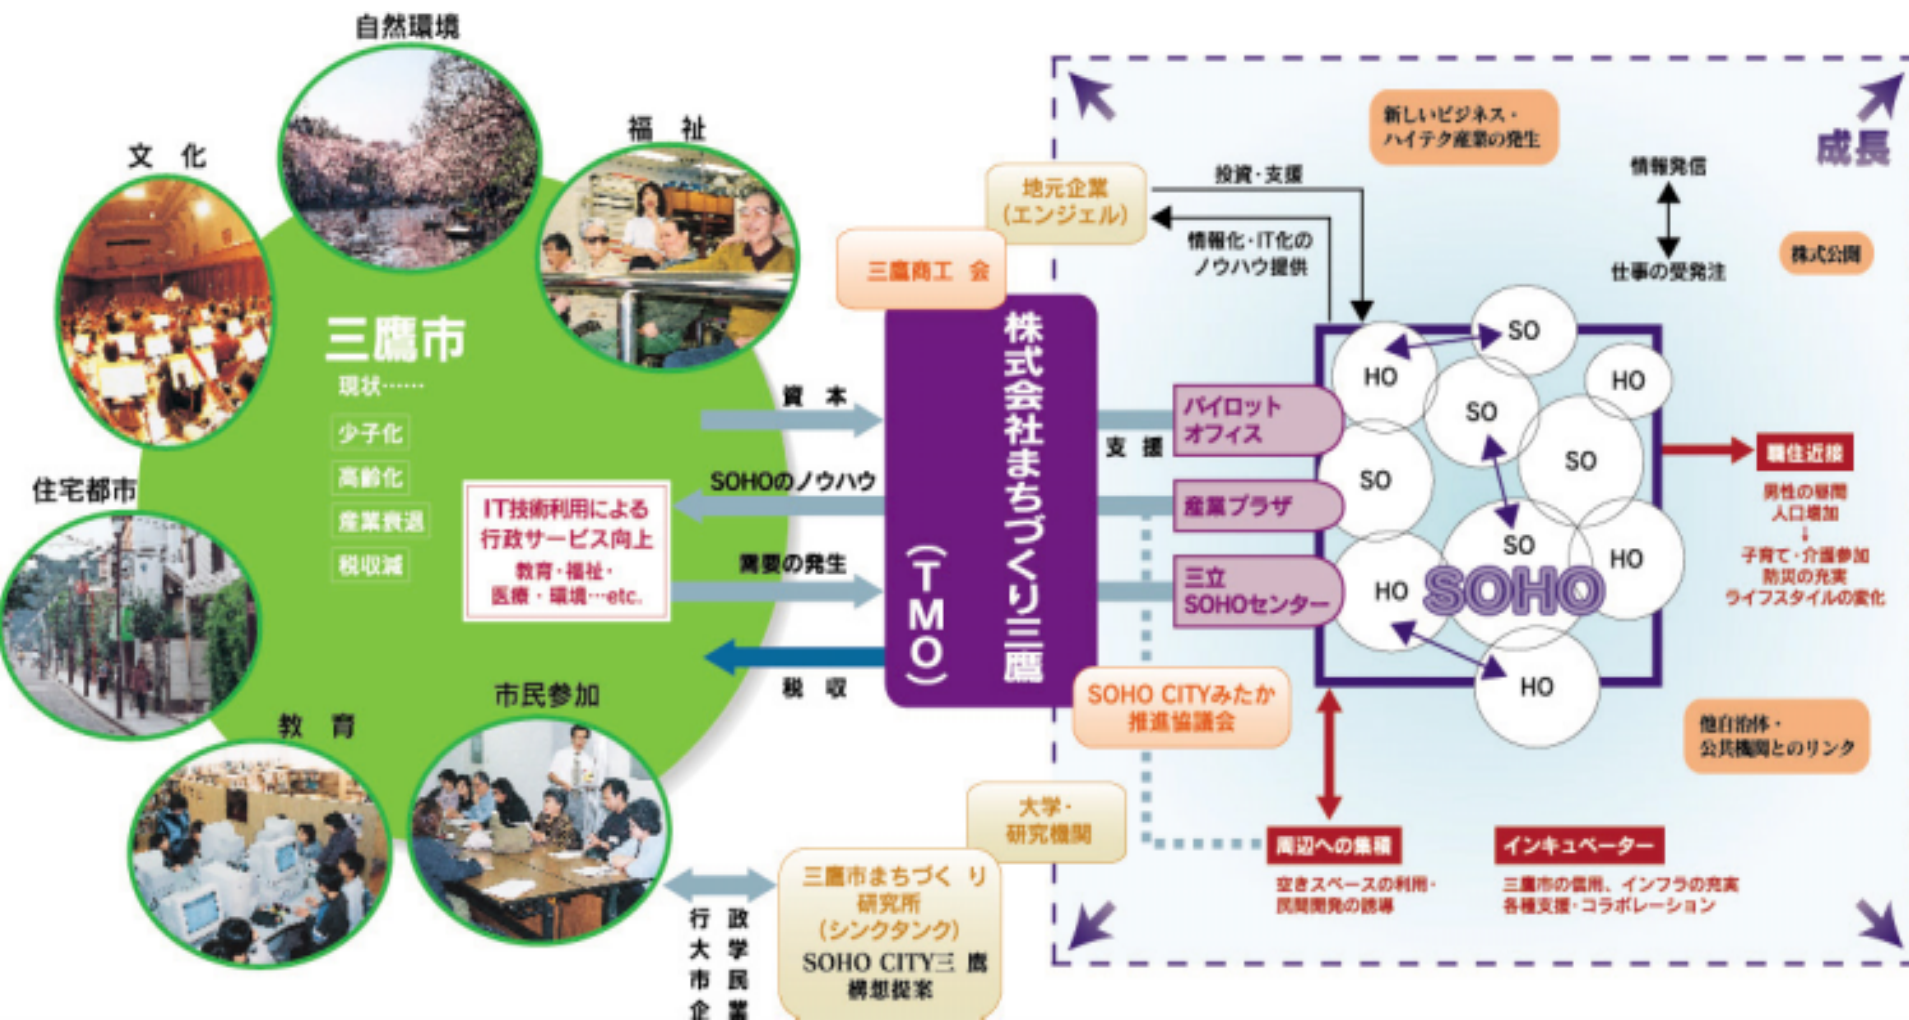 自然環境
文 化
福 祉
住宅都市
教 育
市民参加
三鷹市
現状……
少子化
高齢化
産業衰退
税収減
IT技術利用による
行政サービス向上
教育・福祉・
医療・環境…etc.
資 本
SOHOのノウハウ
需要の発生
税 収
三鷹商工 会
地元企業
(エンジェル)
株式会社まちづくり三鷹
(TMO)
投資・支援
情報化・IT化の
ノウハウ提供
支 援
パイロット
オフィス
産業プラザ
三立
SOHOセンター
新しいビジネス・
ハイテク産業の発生
成長
情報発信
仕事の受発注
株式公開
HO
SO
SO
HO
SO
SO
SO
HO
HO
HO
SOHO
職住近接
男性の昼間
人口増加
↓
子育て・介護参加
防災の充実
ライフスタイルの変化
SOHO CITYみたか
推進協議会
他自治体・
公共機関とのリンク
大学・
研究機関
三鷹市まちづく り
研究所
(シンクタンク)
SOHO CITY三 鷹
構想提案
行 政
大 学
市 民
企 業
周辺への集積
空きスペースの利用・
民間開発の誘導
インキュベーター
三鷹市の信用、インフラの充実
各種支援・コラボレーション